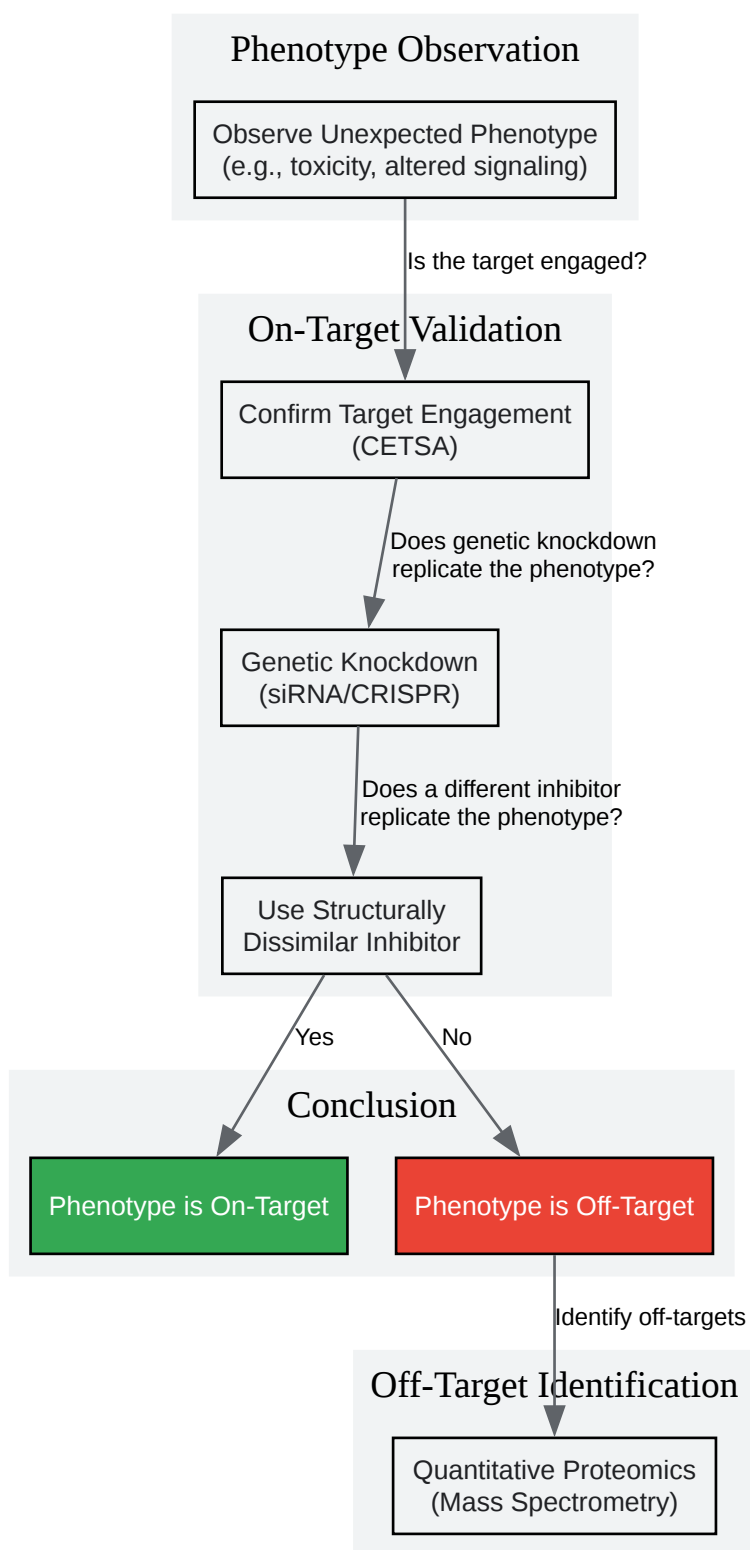 Phenotype Observation
Observe Unexpected Phenotype
(e.g., toxicity, altered signaling)
Is the target engaged?
On-Target Validation
Confirm Target Engagement
(CETSA)
Does genetic knockdown
replicate the phenotype?
Genetic Knockdown
(siRNA/CRISPR)
Does a different inhibitor
replicate the phenotype?
Use Structurally
Dissimilar Inhibitor
Yes
No
Conclusion
Phenotype is On-Target
Phenotype is Off-Target
Identify off-targets
Off-Target Identification
Quantitative Proteomics
(Mass Spectrometry)